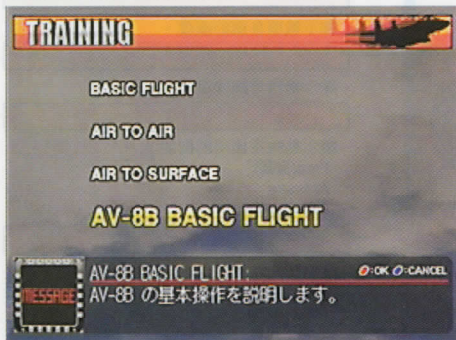 TRAINING
BASIC FLIGHT
AIR TO AIR
AIR TO SURFACE
AV-8B BASIC FLIGHT
MESSAGE
AV-8B BASIC FLIGHT:
:OK :CANCEL
AV-8B の基本操作を説明します。